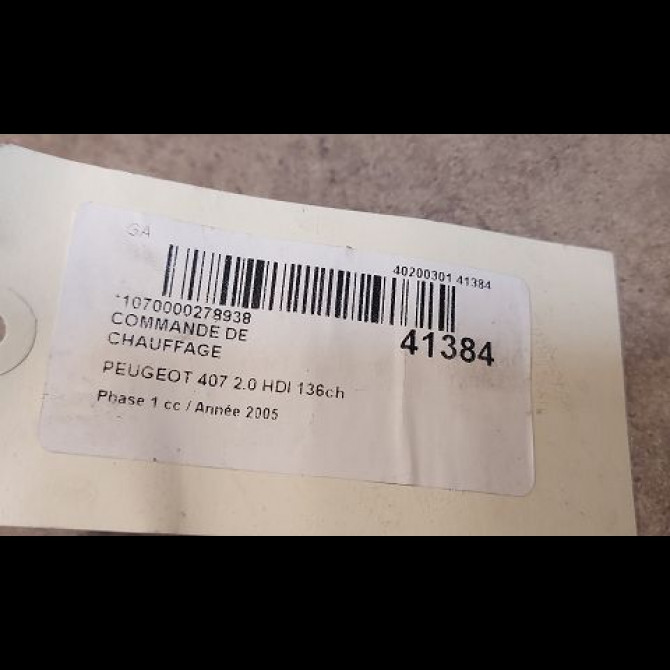 GA
40200301 41384
*1070000278938
COMMANDE DE
CHAUFFAGE
41384
PEUGEOT 407 2.0 HDI 136ch
Phase 1 cc / Année 2005